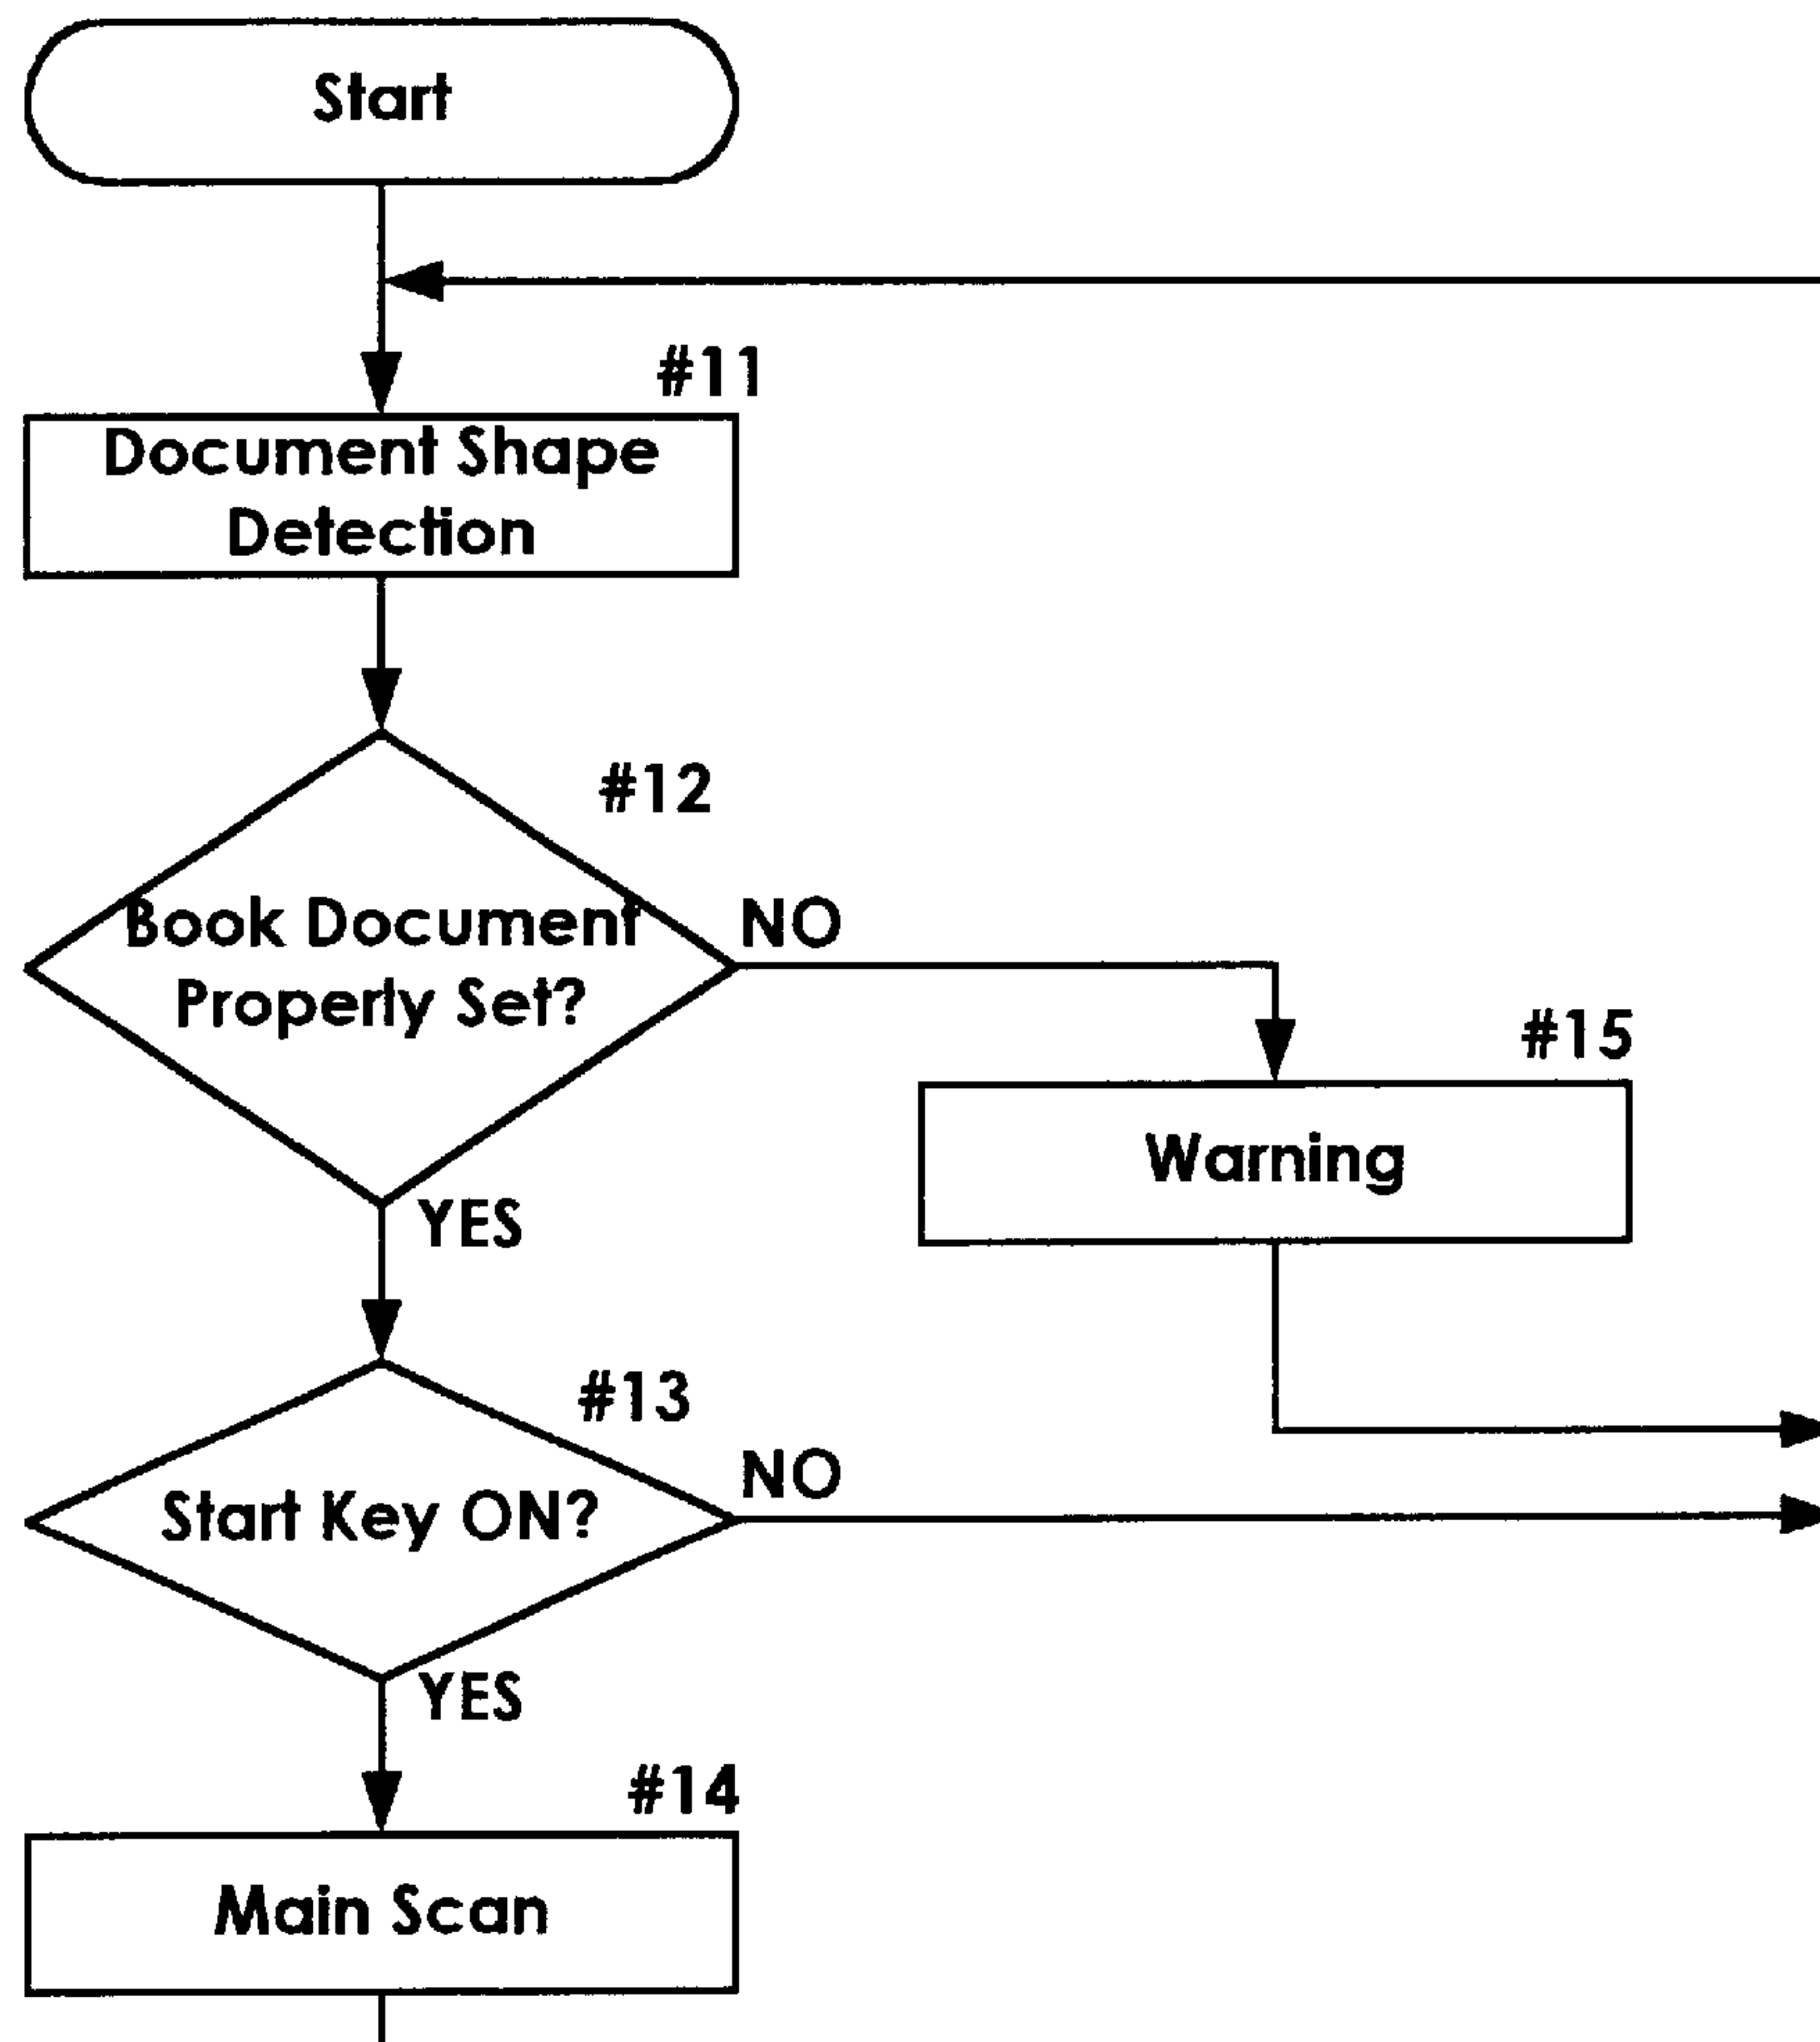 Start
#11
Document Shape
Detection
#12
Book Document
Properly Set?
NO
#15
Warning
YES
#13
NO
Start Key ON?
YES
#14
Main Scan